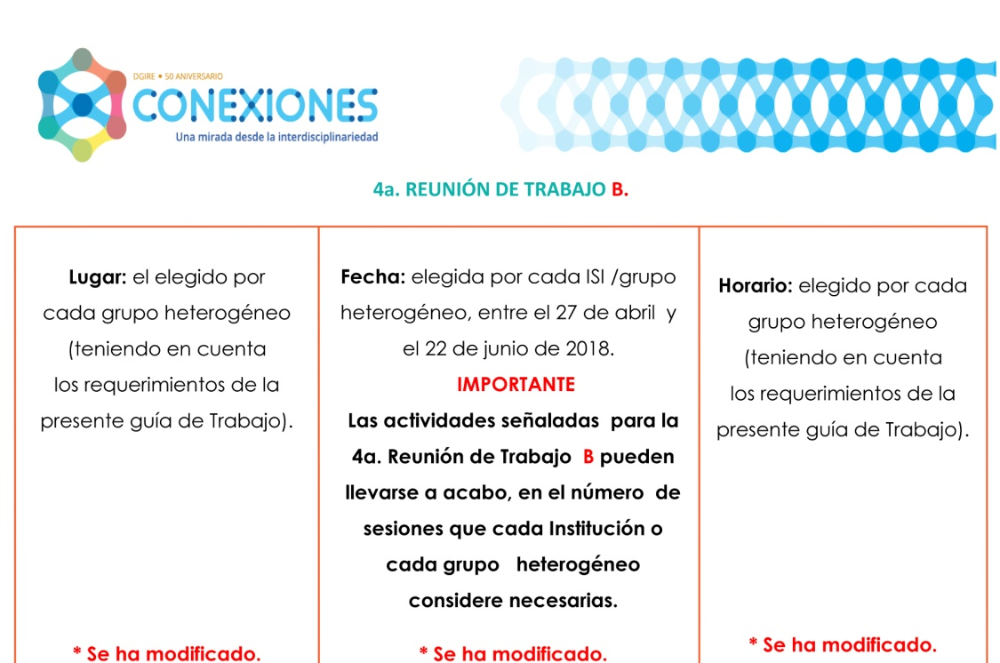 DGIRE • 50 ANIVERSARIO
CONEXIONES
Una mirada desde la interdisciplinariedad
4a. REUNIÓN DE TRABAJO B.
Lugar: el elegido por
cada grupo heterogéneo
(teniendo en cuenta
los requerimientos de la
presente guía de Trabajo).
* Se ha modificado.
Fecha: elegida por cada ISI /grupo
heterogéneo, entre el 27 de abril y
el 22 de junio de 2018.
IMPORTANTE
Las actividades señaladas para la
4a. Reunión de Trabajo B pueden
llevarse a acabo, en el número de
sesiones que cada Institución o
cada grupo heterogéneo
considere necesarias.
* Se ha modificado.
Horario: elegido por cada
grupo heterogéneo
(teniendo en cuenta
los requerimientos de la
presente guía de Trabajo).
* Se ha modificado.